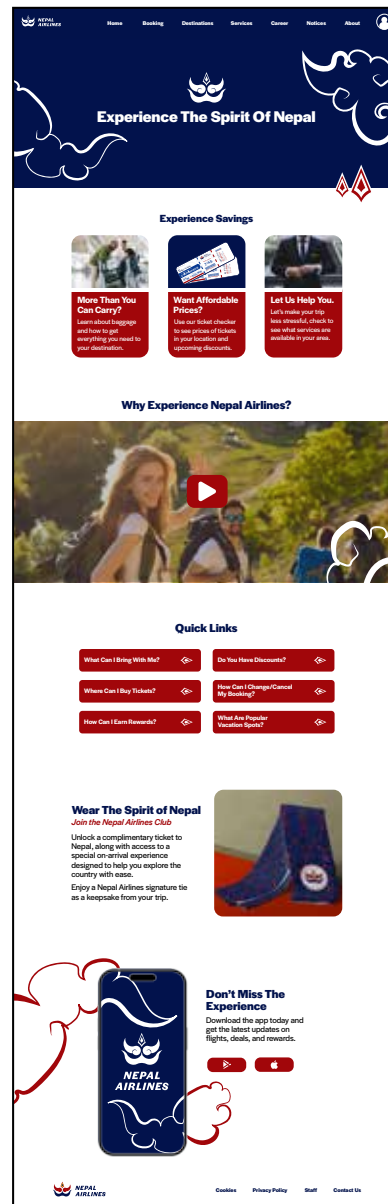 NEPAL
AIRLINES
Home Booking Destinations Services Career Notices About
Experience The Spirit Of Nepal
Experience Savings
More Than You
Can Carry?
Learn about baggage
and how to get
everything you need to
your destination.
Want Affordable
Prices?
Use our ticket checker
to see prices of tickets
in your location and
upcoming discounts.
Let Us Help You.
Let's make your trip
less stressful, check to
see what services are
available in your area.
Why Experience Nepal Airlines?
Quick Links
What Can I Bring With Me?
Do You Have Discounts?
Where Can I Buy Tickets?
How Can I Change/Cancel
My Booking?
How Can I Earn Rewards?
What Are Popular
Vacation Spots?
Wear The Spirit of Nepal
Join the Nepal Airlines Club
Unlock a complimentary ticket to
Nepal, along with access to a
special on-arrival experience
designed to help you explore the
country with ease.
Enjoy a Nepal Airlines signature tie
as a keepsake from your trip.
NEPAL
AIRLINES
Don't Miss The
Experience
Download the app today and
get the latest updates on
flights, deals, and rewards.
NEPAL
AIRLINES
Cookies Privacy Policy Staff Contact Us